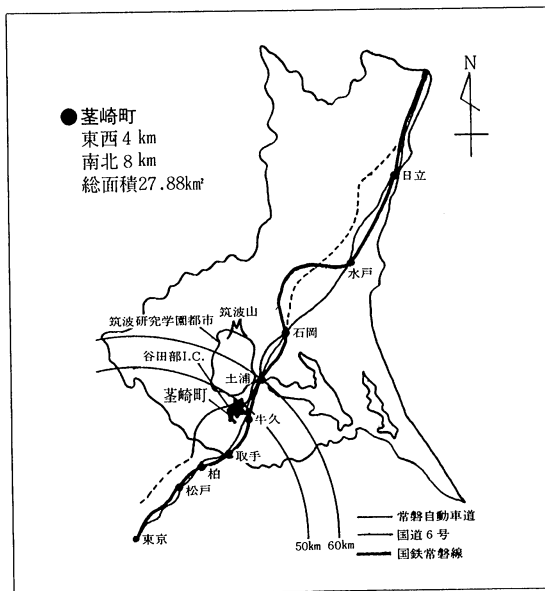 N
●茎崎町
東西4km
南北8km
総面積27.88km²
日立
水戸
筑波研究学園都市
筑波山
石岡
谷田部I.C.
土浦
茎崎町
牛久
取手
柏
松戸
東京
50km 60km
常磐自動車道
国道6号
国鉄常磐線